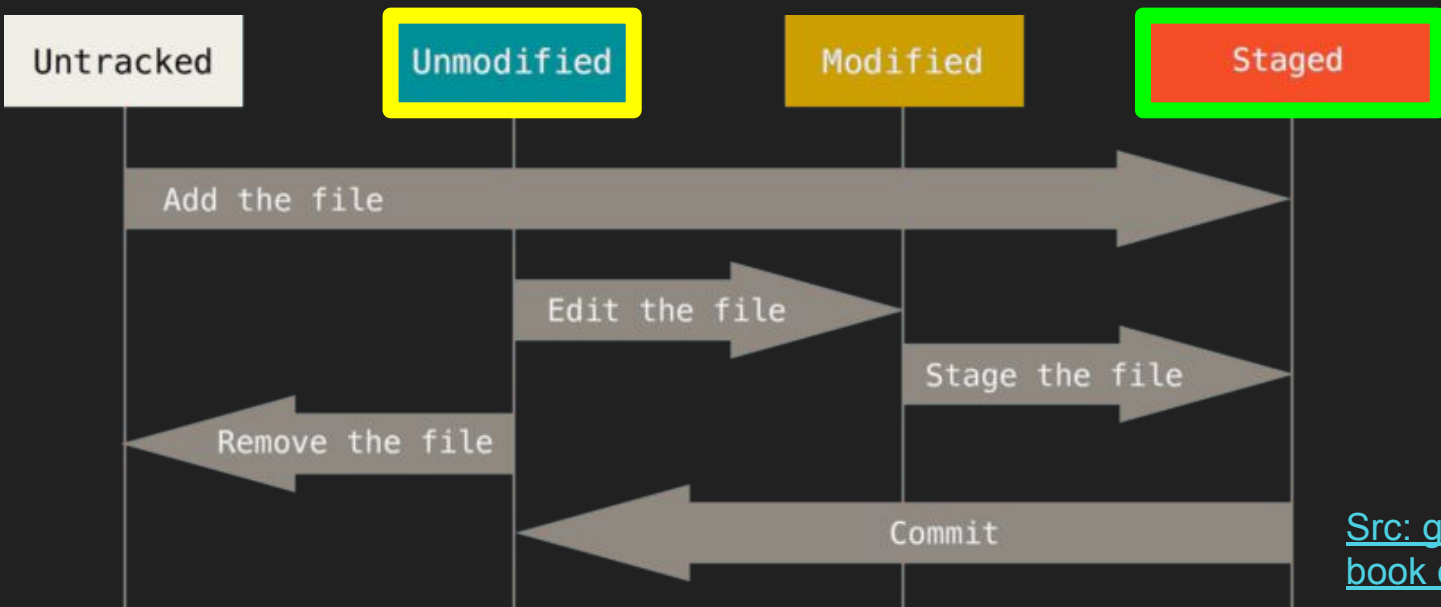 Untracked
Unmodified
Modified
Staged
Add the file
Edit the file
Stage the file
Remove the file
Commit
Src: g
book